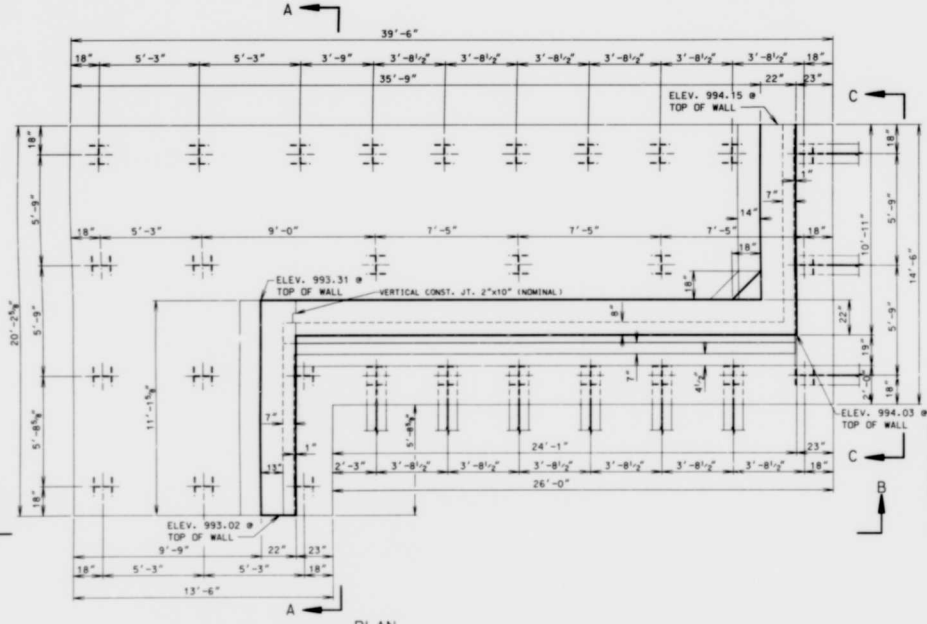 A
39'-6"
18" 5'-3" 5'-3" 3'-9" 3'-8½" 3'-8½" 3'-8½" 3'-8½" 3'-8½" 3'-8½" 18"
35'-9" 22" 23"
ELEV. 994.15 @
TOP OF WALL
C
18"
5'-9"
5'-9"
5'-8⅝"
18"
20'-2⅝"
18" 5'-3" 9'-0" 7'-5" 7'-5" 7'-5" 18"
1"
7"
14"
18"
18"
18"
5'-9"
10'-11"
5'-9"
14'-6"
22"
19"
2'-0"
18"
ELEV. 993.31 @
TOP OF WALL
VERTICAL CONST. JT. 2"x10" (NOMINAL)
8"
7"
4½"
11'-1⅝"
7"
1"
13"
5'-8⅝"
ELEV. 994.03 @
TOP OF WALL
24'-1" 23"
2'-3" 3'-8½" 3'-8½" 3'-8½" 3'-8½" 3'-8½" 18"
26'-0"
C
B
ELEV. 993.02 @
TOP OF WALL
9'-9" 22" 23"
18" 5'-3" 5'-3" 18"
13'-6"
A
PLAN